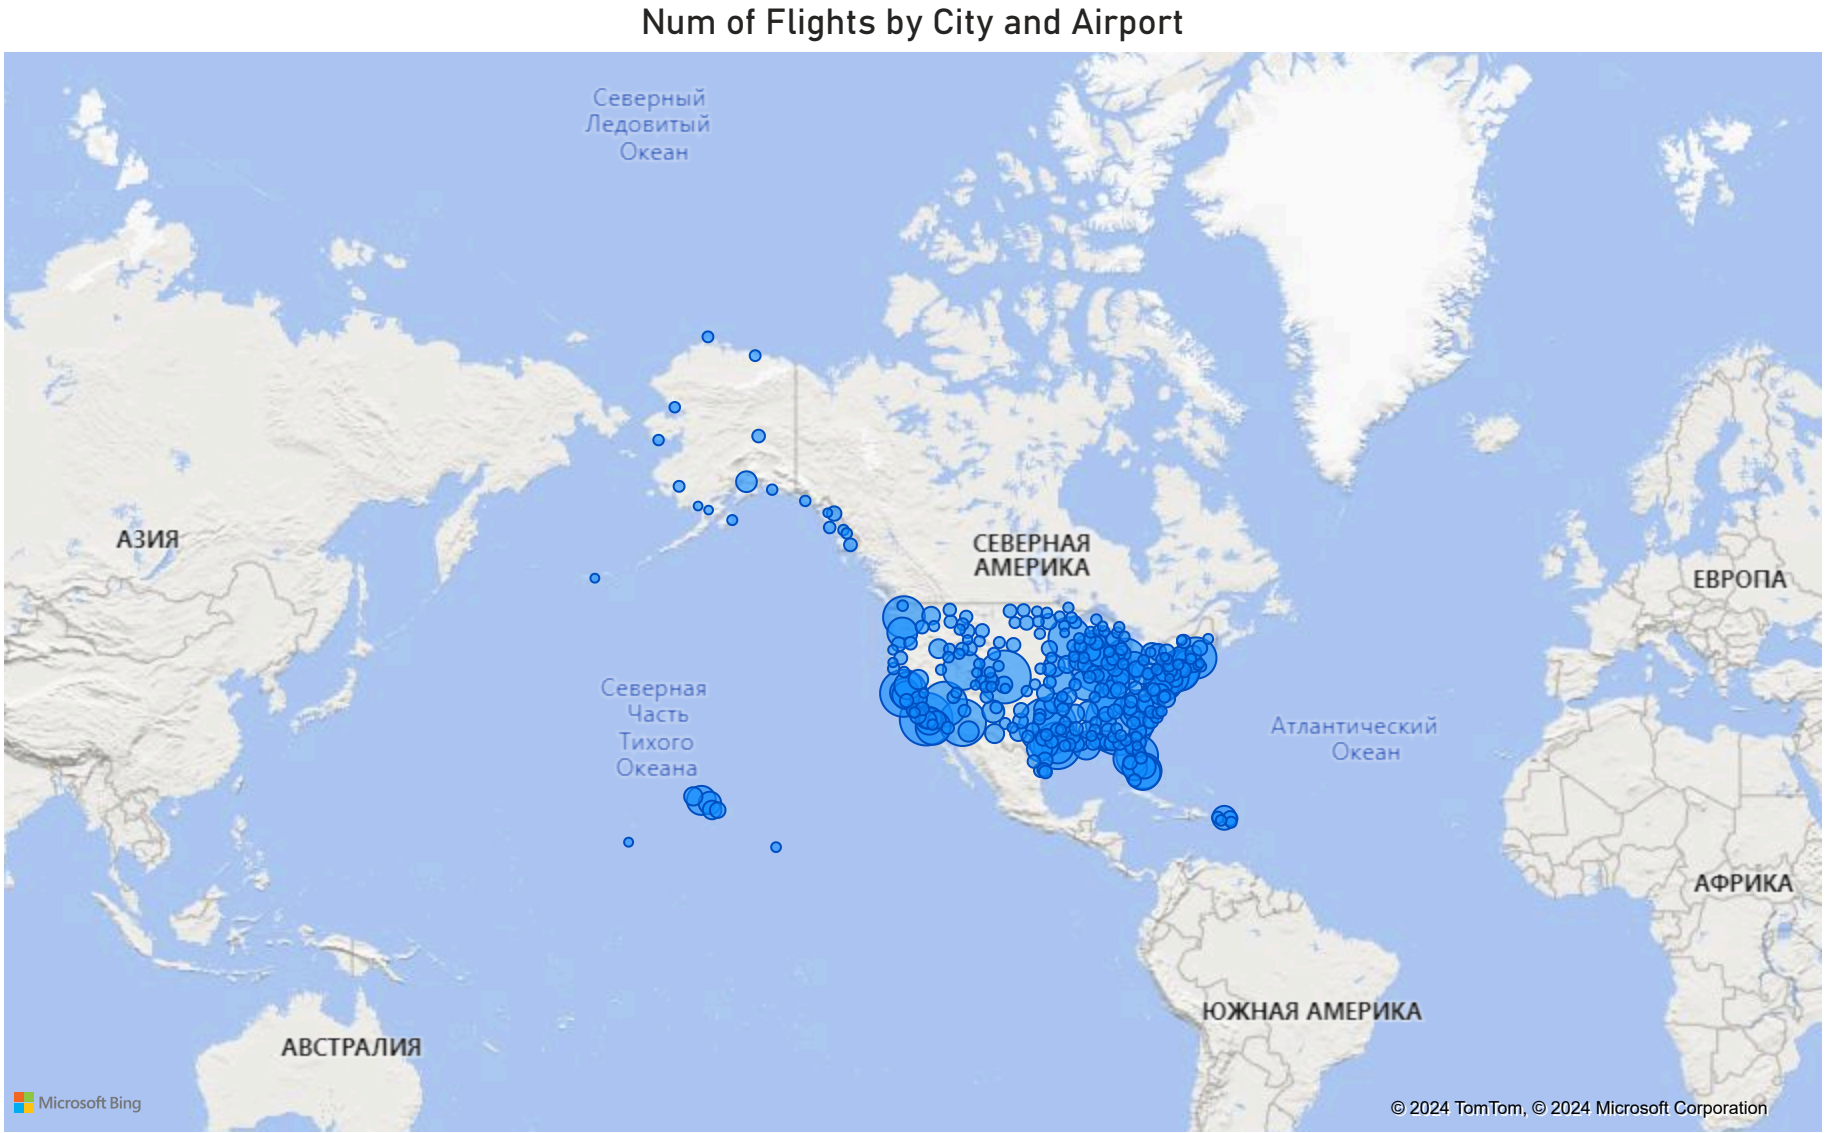 Num of Flights by City and Airport
Северный
Ледовитый
Океан
АЗИЯ
СЕВЕРНАЯ
АМЕРИКА
ЕВРОПА
Северная
Часть
Тихого
Океана
Атлантический
Океан
АФРИКА
ЮЖНАЯ АМЕРИКА
АВСТРАЛИЯ
Microsoft Bing
© 2024 TomTom, © 2024 Microsoft Corporation